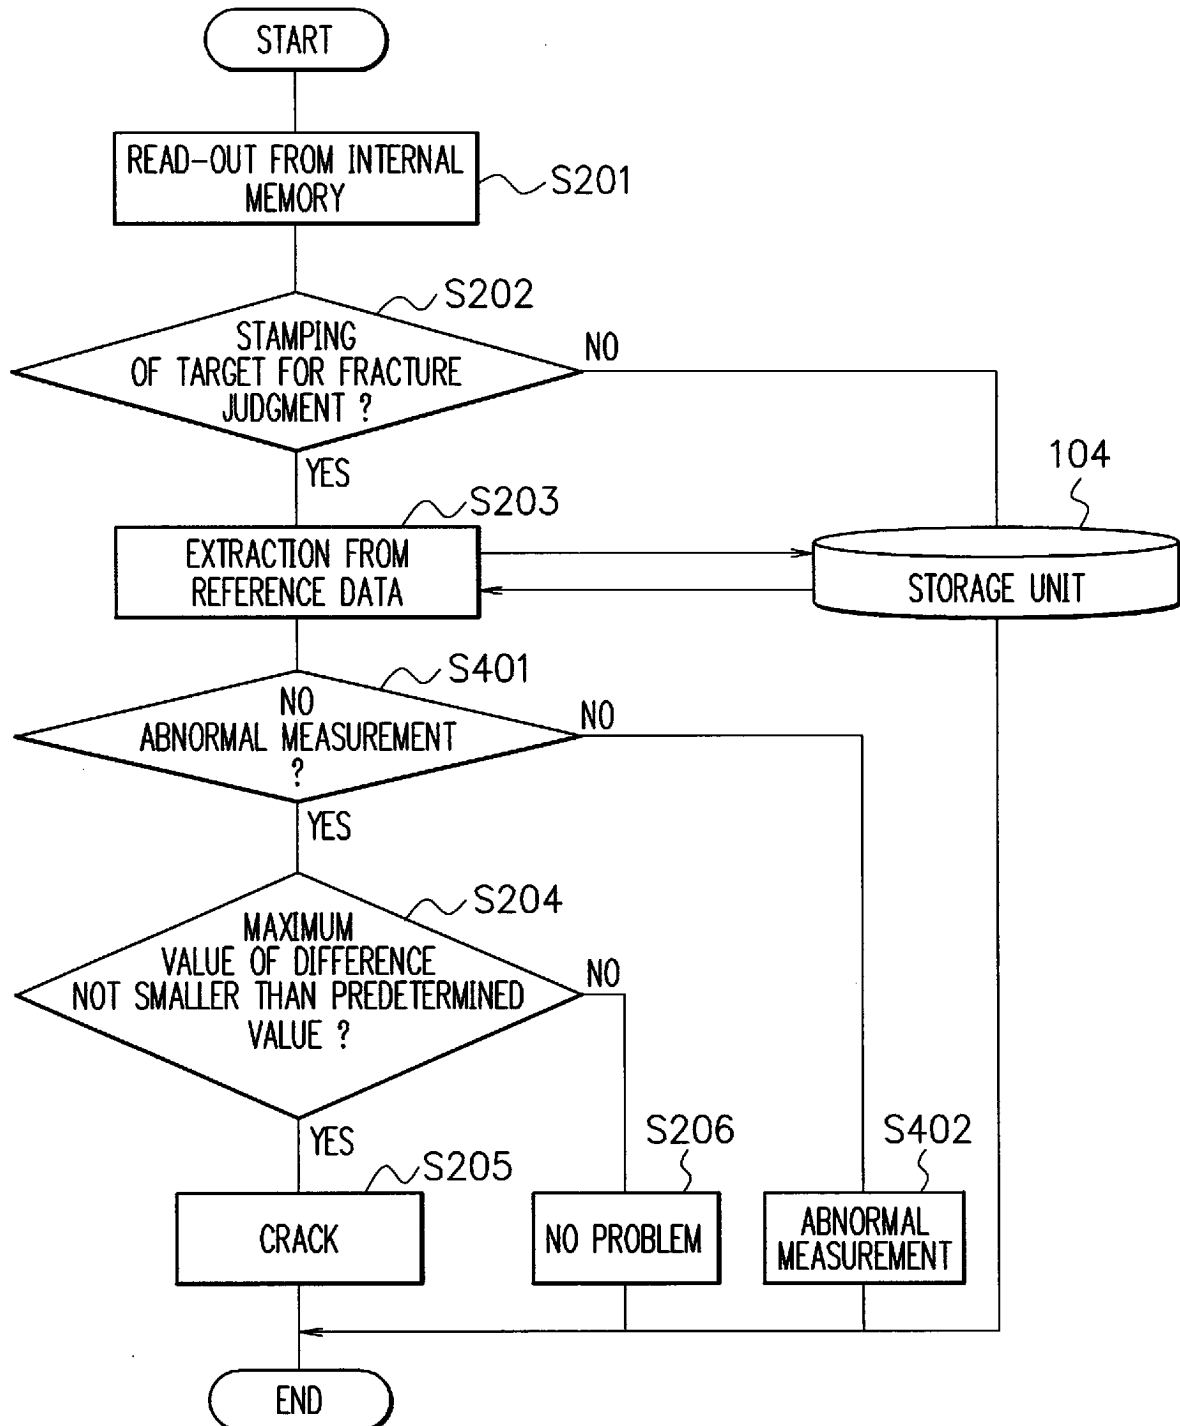 START
READ-OUT FROM INTERNAL
MEMORY
S201
S202
STAMPING
OF TARGET FOR FRACTURE
JUDGMENT ?
NO
YES
S203
104
EXTRACTION FROM
REFERENCE DATA
STORAGE UNIT
S401
NO
ABNORMAL MEASUREMENT
?
NO
YES
S204
MAXIMUM
VALUE OF DIFFERENCE
NOT SMALLER THAN PREDETERMINED
VALUE ?
NO
YES
S205
S206
S402
CRACK
NO PROBLEM
ABNORMAL
MEASUREMENT
END